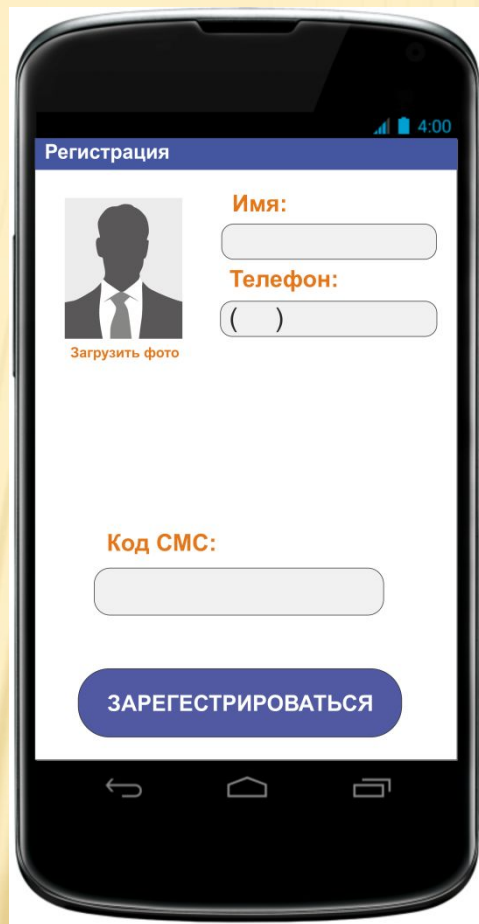 4:00
Регистрация
Имя:
Телефон:
( )
Загрузить фото
Код СМС:
ЗАРЕГЕСТРИРОВАТЬСЯ